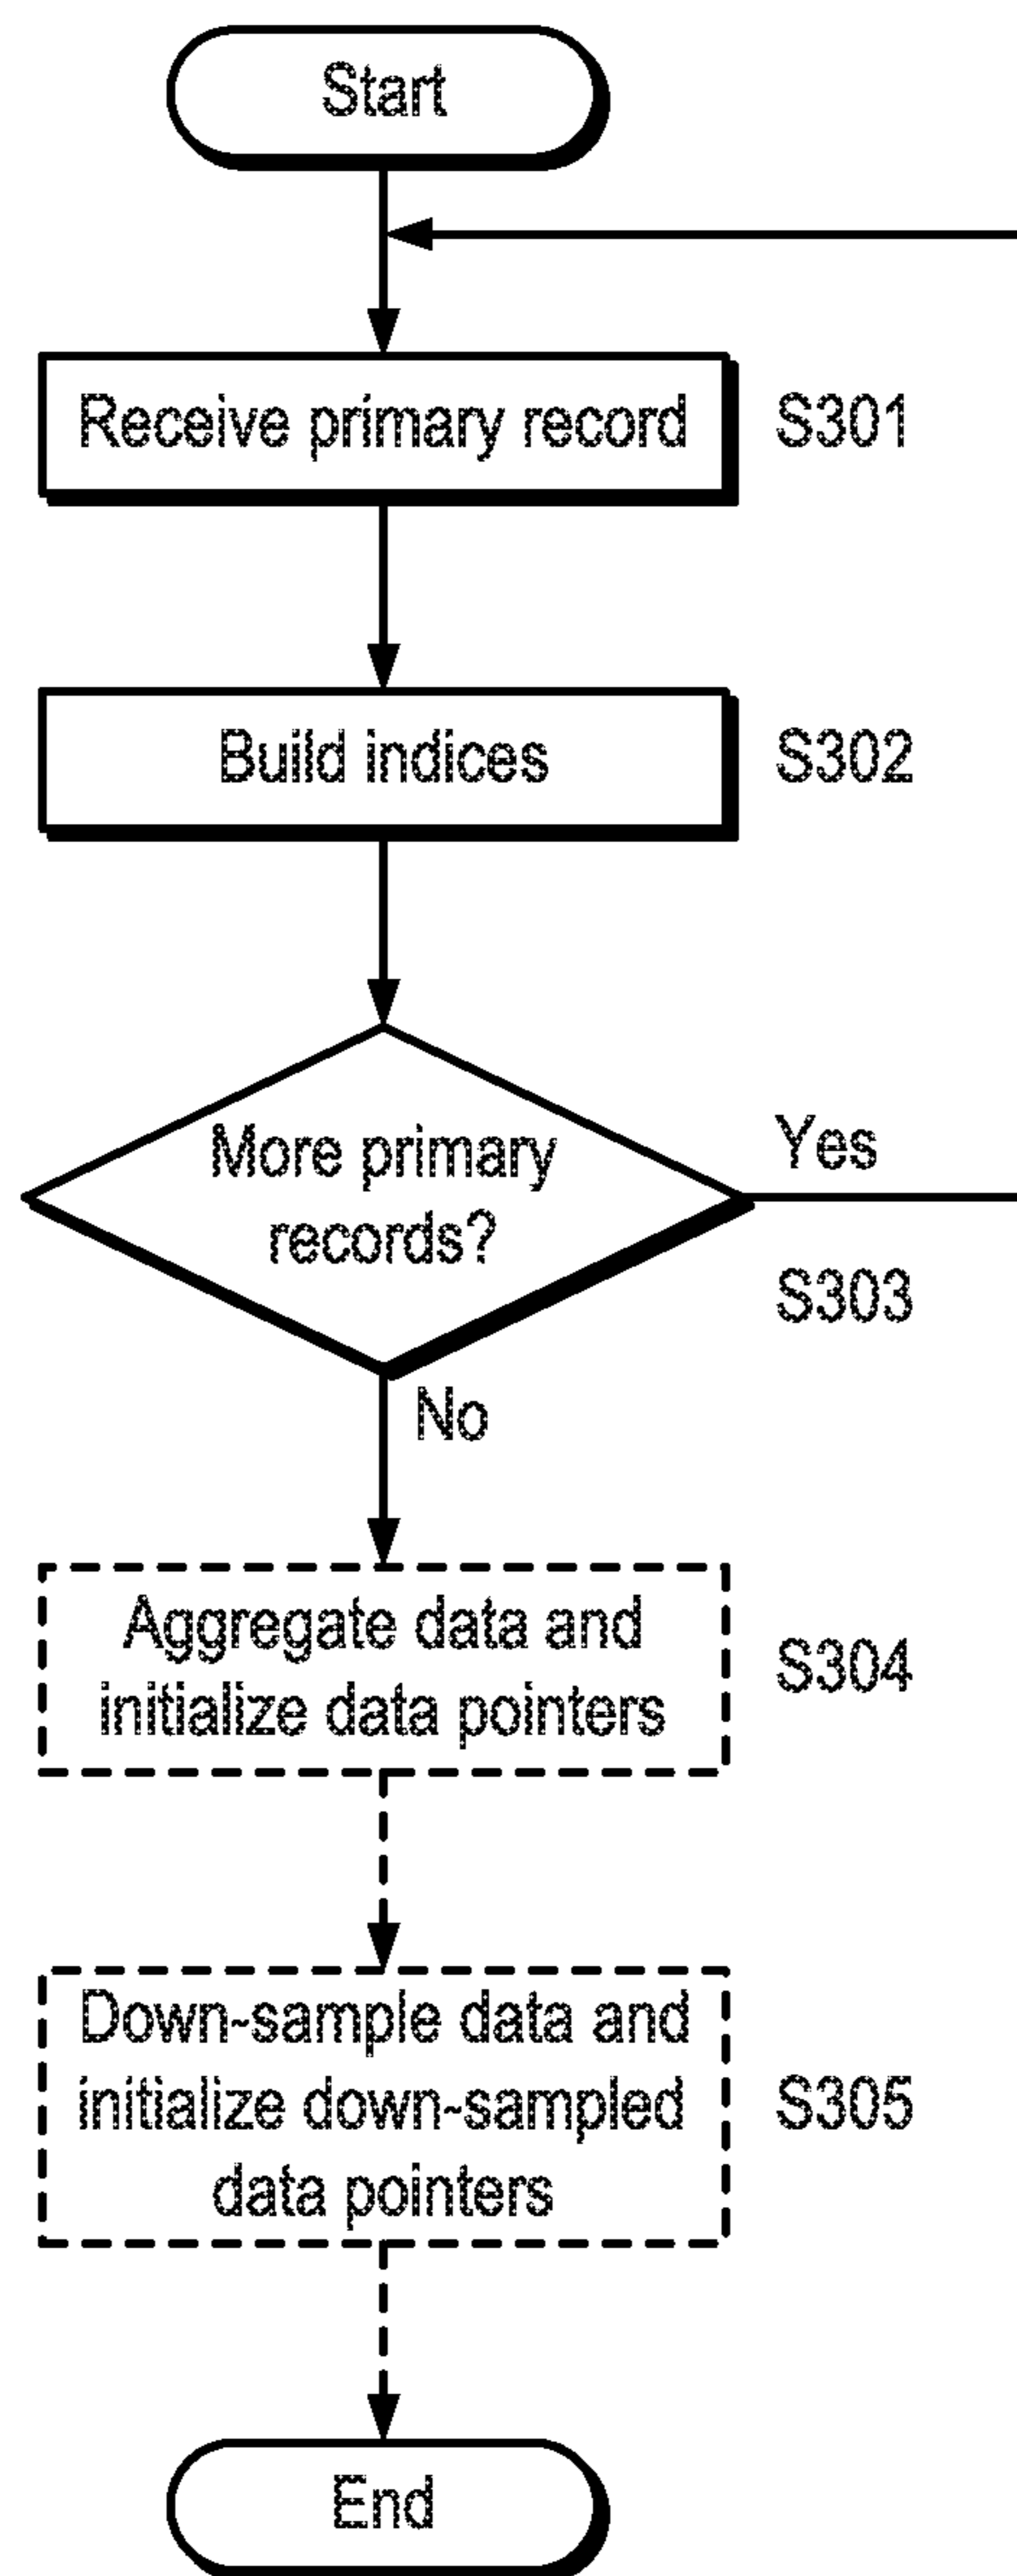 Start
Receive primary record
S301
Build indices
S302
More primary
records?
Yes
S303
No
Aggregate data and
initialize data pointers
S304
Down-sample data and
initialize down-sampled
data pointers
S305
End